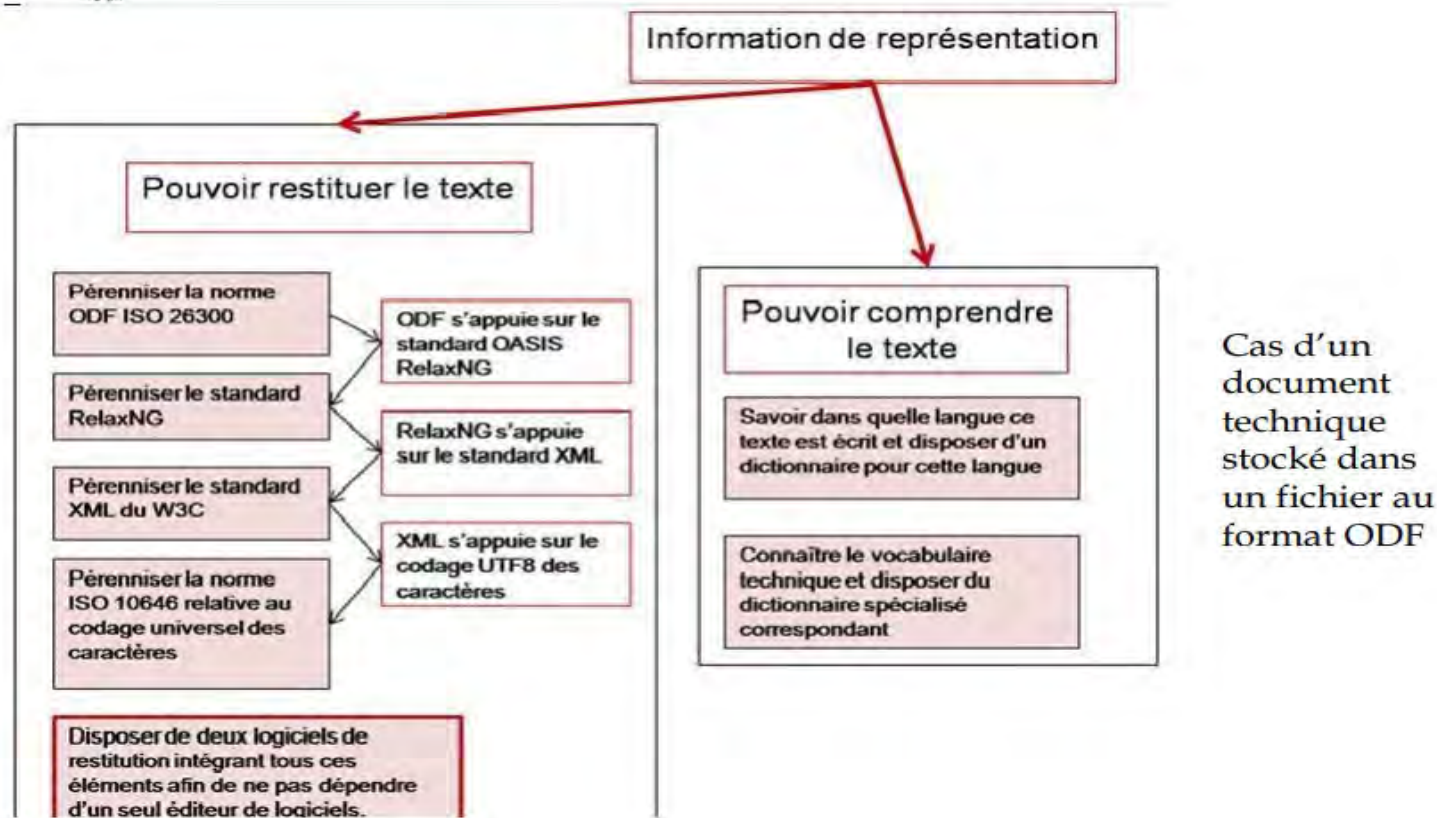 Information de représentation
Pouvoir restituer le texte
Pérenniser la norme
ODF ISO 26300
ODF s'appuie sur le
standard OASIS
RelaxNG
Pérenniser le standard
RelaxNG
RelaxNG s'appuie
sur le standard XML
Pérenniser le standard
XML du W3C
XML s'appuie sur le
codage UTF8 des
caractères
Pérenniser la norme
ISO 10646 relative au
codage universel des
caractères
Disposer de deux logiciels de
restitution intégrant tous ces
éléments afin de ne pas dépendre
d'un seul éditeur de logiciels.
Pouvoir comprendre
le texte
Savoir dans quelle langue ce
texte est écrit et disposer d'un
dictionnaire pour cette langue
Connaître le vocabulaire
technique et disposer du
dictionnaire spécialisé
correspondant
Cas d'un
document
technique
stocké dans
un fichier au
format ODF